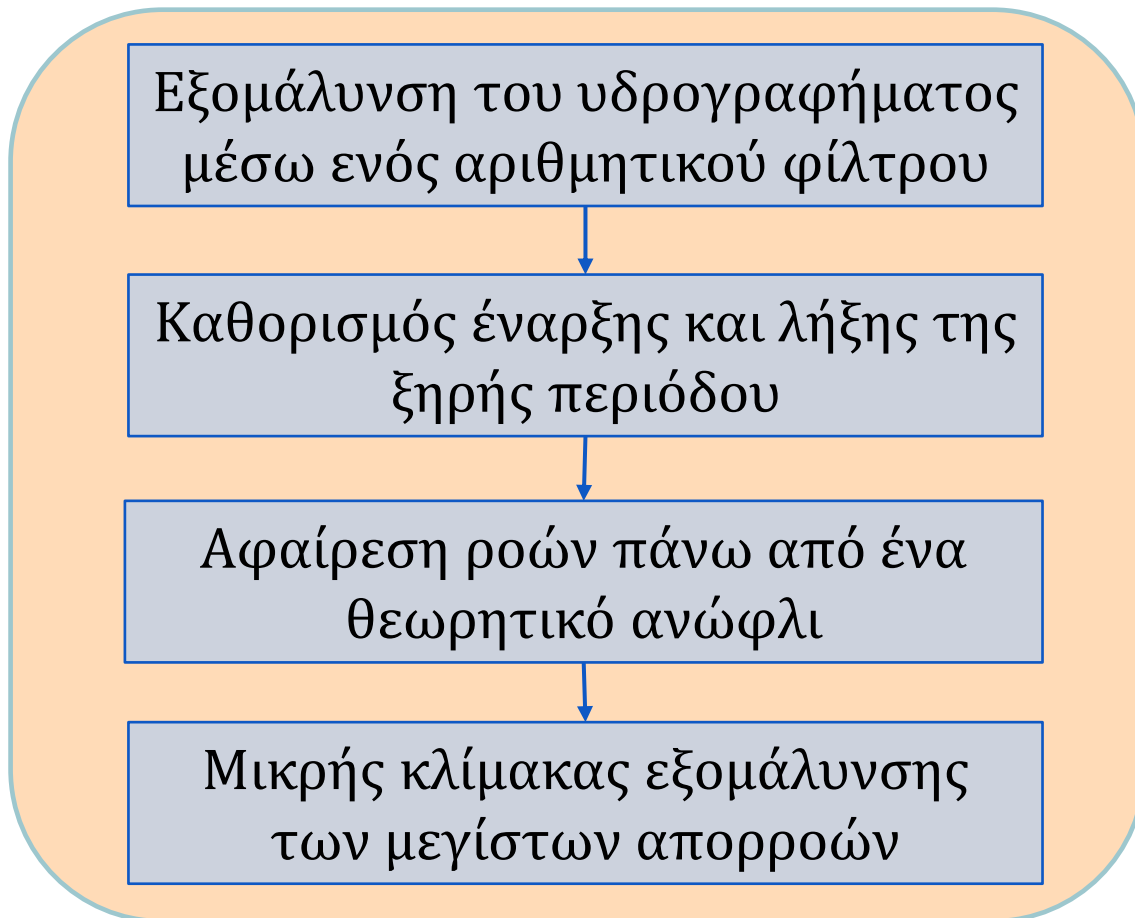 Εξομάλυνση του υδρογραφήματος
μέσω ενός αριθμητικού φίλτρου
Καθορισμός έναρξης και λήξης της
ξηρής περιόδου
Αφαίρεση ροών πάνω από ένα
θεωρητικό ανώφλι
Μικρής κλίμακας εξομάλυνσης
των μεγίστων απορροών